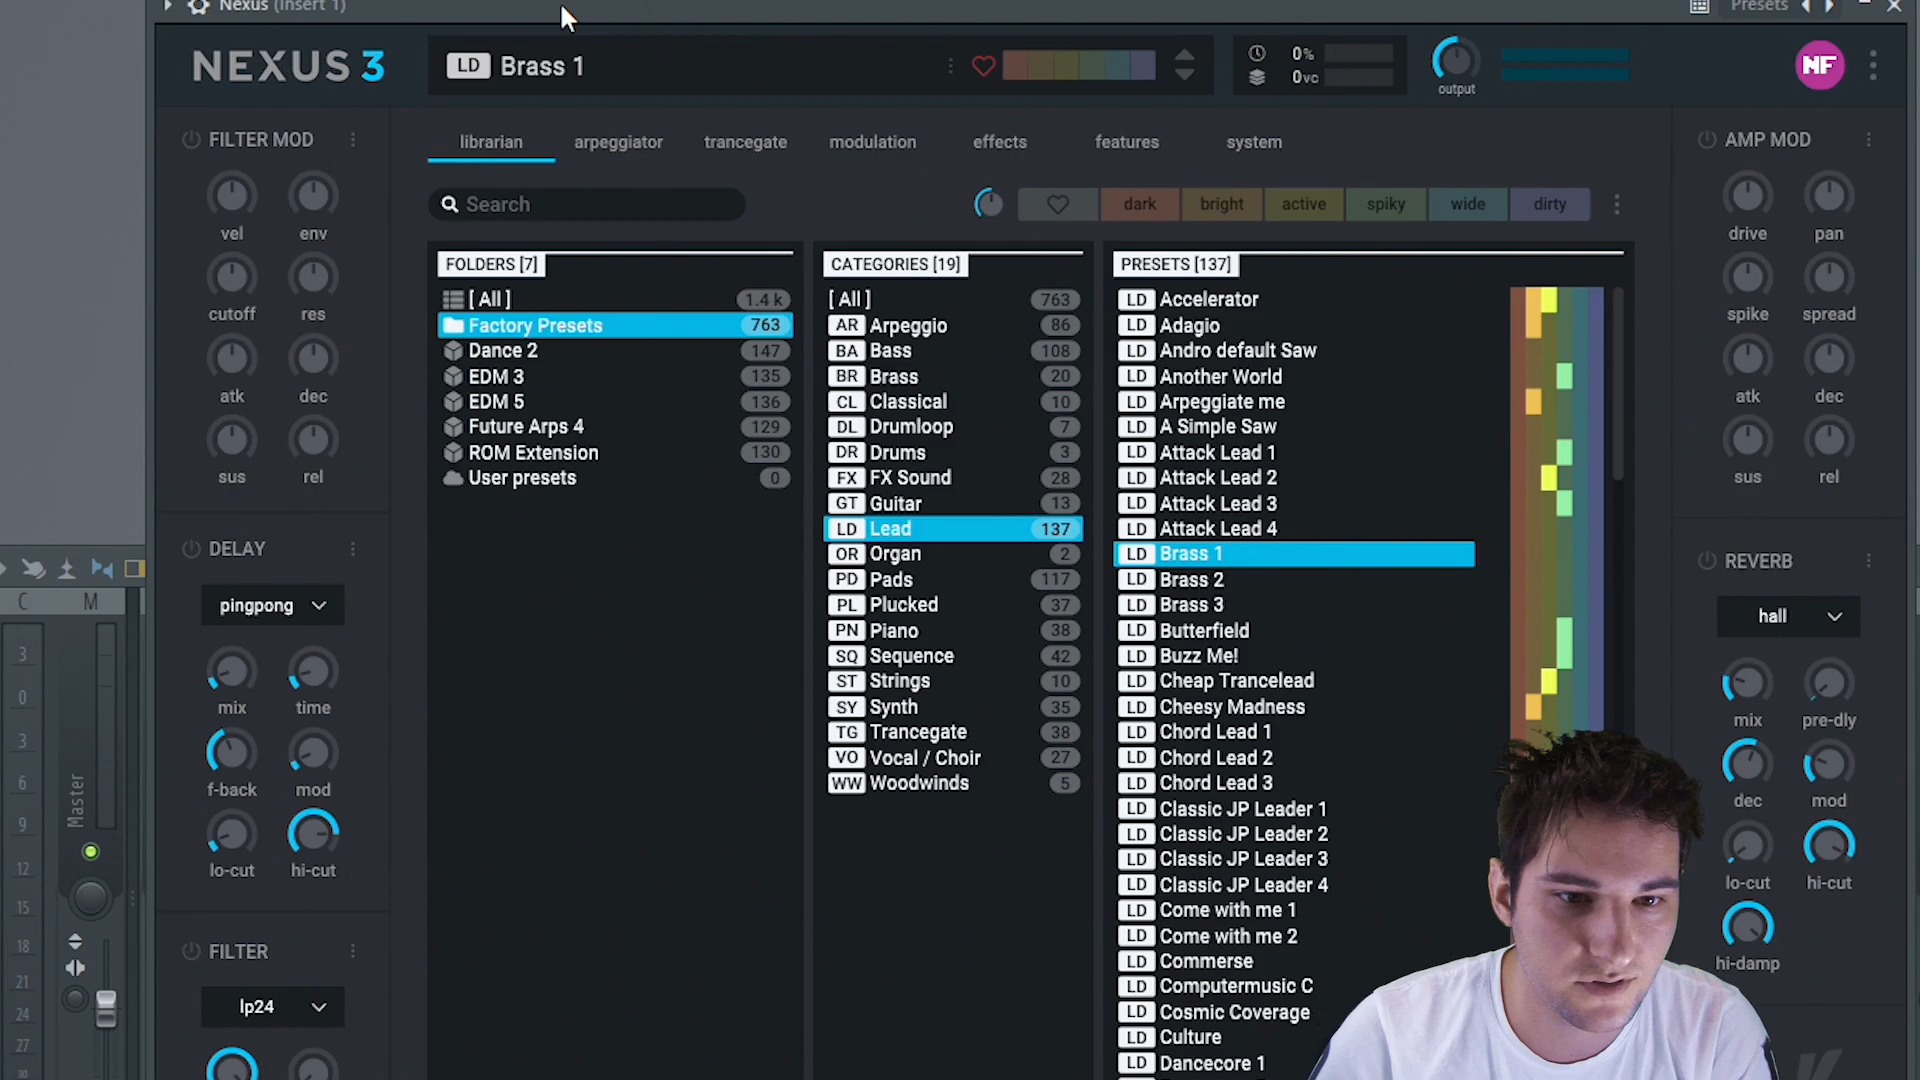 Nexus (Insert 1)
Presets
NEXUS 3
LD Brass 1
0%
0vc
output
NF
FILTER MOD
vel env
cutoff res
atk dec
sus rel
DELAY
pingpong
mix time
f-back mod
lo-cut hi-cut
FILTER
lp24
C M
3
0
3
6
9
12
15
18
21
24
27
30
Master
librarian arpeggiator trancegate modulation effects features system
Search
dark bright active spiky wide dirty
FOLDERS [7]
[ All ] 1.4 k
Factory Presets 763
Dance 2 147
EDM 3 135
EDM 5 136
Future Arps 4 129
ROM Extension 130
User presets 0
CATEGORIES [19]
[ All ] 763
AR Arpeggio 86
BA Bass 108
BR Brass 20
CL Classical 10
DL Drumloop 7
DR Drums 3
FX FX Sound 28
GT Guitar 13
LD Lead 137
OR Organ 2
PD Pads 117
PL Plucked 37
PN Piano 38
SQ Sequence 42
ST Strings 10
SY Synth 35
TG Trancegate 38
VO Vocal / Choir 27
WW Woodwinds 5
PRESETS [137]
LD Accelerator
LD Adagio
LD Andro default Saw
LD Another World
LD Arpeggiate me
LD A Simple Saw
LD Attack Lead 1
LD Attack Lead 2
LD Attack Lead 3
LD Attack Lead 4
LD Brass 1
LD Brass 2
LD Brass 3
LD Butterfield
LD Buzz Me!
LD Cheap Trancelead
LD Cheesy Madness
LD Chord Lead 1
LD Chord Lead 2
LD Chord Lead 3
LD Classic JP Leader 1
LD Classic JP Leader 2
LD Classic JP Leader 3
LD Classic JP Leader 4
LD Come with me 1
LD Come with me 2
LD Commerse
LD Computermusic C
LD Cosmic Coverage
LD Culture
LD Dancecore 1
AMP MOD
drive pan
spike spread
atk dec
sus rel
REVERB
hall
mix pre-dly
dec mod
lo-cut hi-cut
hi-damp